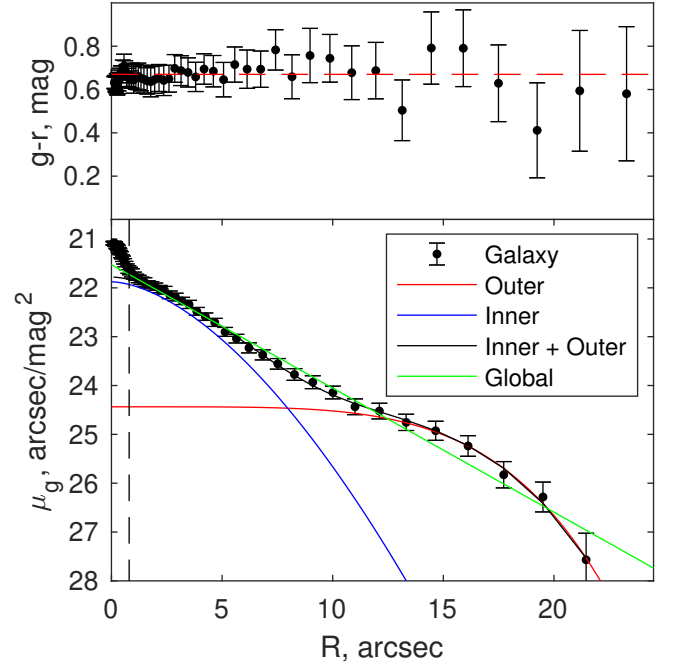 0.8
0.6
0.4
0.2
g-r, mag
21
22
23
24
25
26
27
28
μg, arcsec/mag²
Galaxy
Outer
Inner
Inner + Outer
Global
0 5 10 15 20
R, arcsec